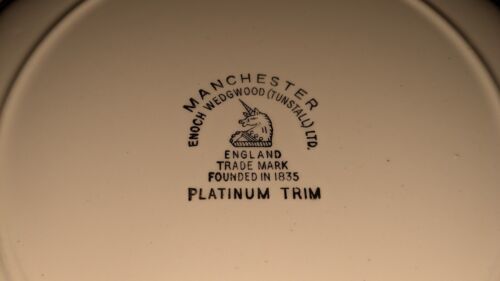 MANCHESTER
ENOCH WEDGWOOD (TUNSTALL) LTD.
ENGLAND
TRADE MARK
FOUNDED IN 1835
PLATINUM TRIM